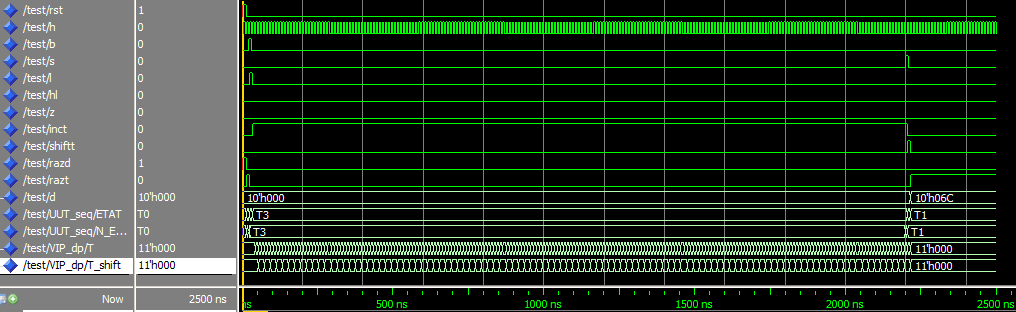 /test/rst 1
/test/h 0
/test/b 0
/test/s 0
/test/l 0
/test/hl 0
/test/z 0
/test/inct 0
/test/shiftt 0
/test/razd 1
/test/razt 0
/test/d 10'h000 10'h000 10'h06C
/test/UUT_seq/ETAT T0 T3 T1
/test/UUT_seq/N_E... T0 T3 T1
/test/VIP_dp/T 11'h000 11'h000
/test/VIP_dp/T_shift 11'h000 11'h000
Now 2500 ns 500 ns 1000 ns 1500 ns 2000 ns 2500 ns